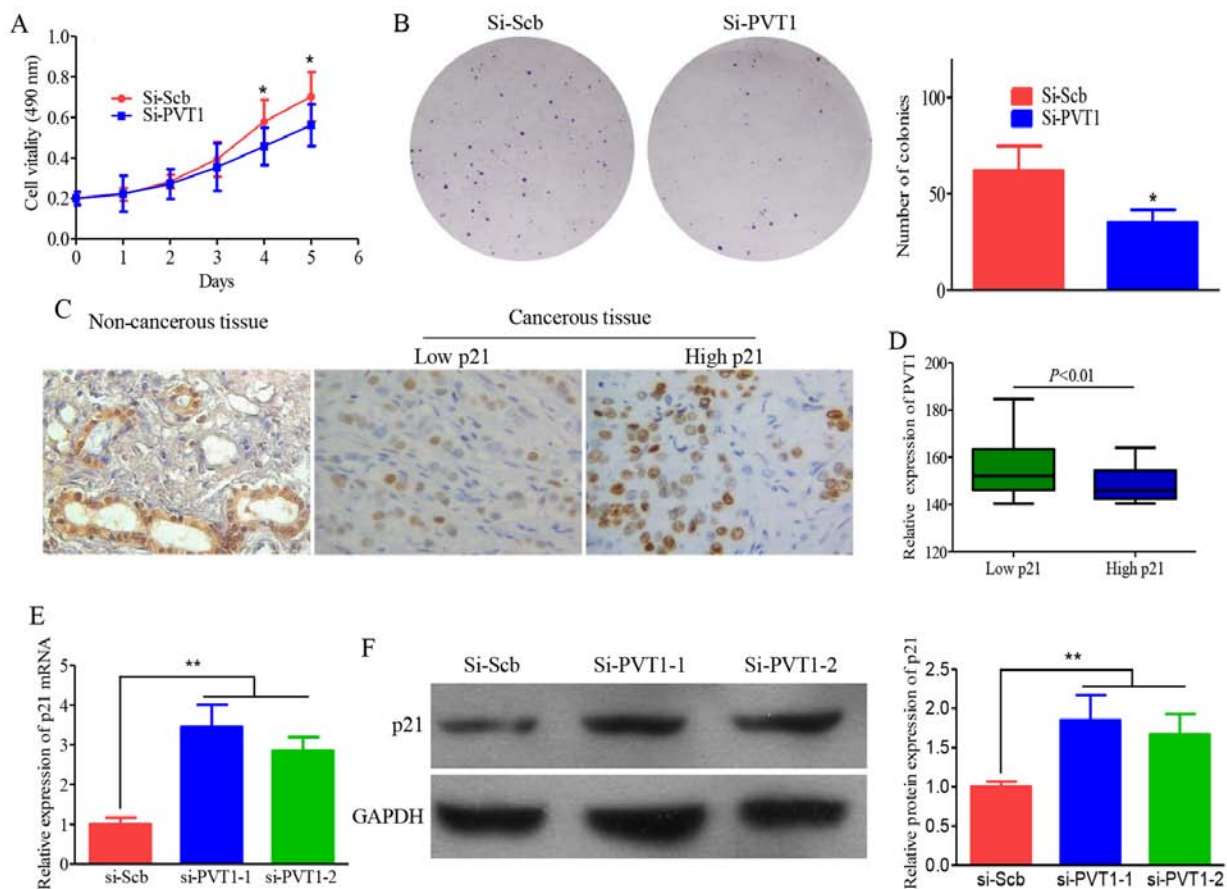 A
Cell vitality (490 nm)
1.0
0.8
0.6
0.4
0.2
0.0
Si-Scb
Si-PVT1
*
*
0 1 2 3 4 5 6
Days
B
Si-Scb
Si-PVT1
Number of colonies
100
50
0
Si-Scb
Si-PVT1
*
C
Non-cancerous tissue
Cancerous tissue
Low p21
High p21
D
Relative expression of PVT1
200
180
160
140
120
P<0.01
Low p21
High p21
E
Relative expression of p21 mRNA
5
4
3
2
1
0
**
si-Scb
si-PVT1-1
si-PVT1-2
F
Si-Scb
Si-PVT1-1
Si-PVT1-2
p21
GAPDH
Relative protein expression of p21
2.5
2.0
1.5
1.0
0.5
0.0
**
si-Scb
si-PVT1-1
si-PVT1-2